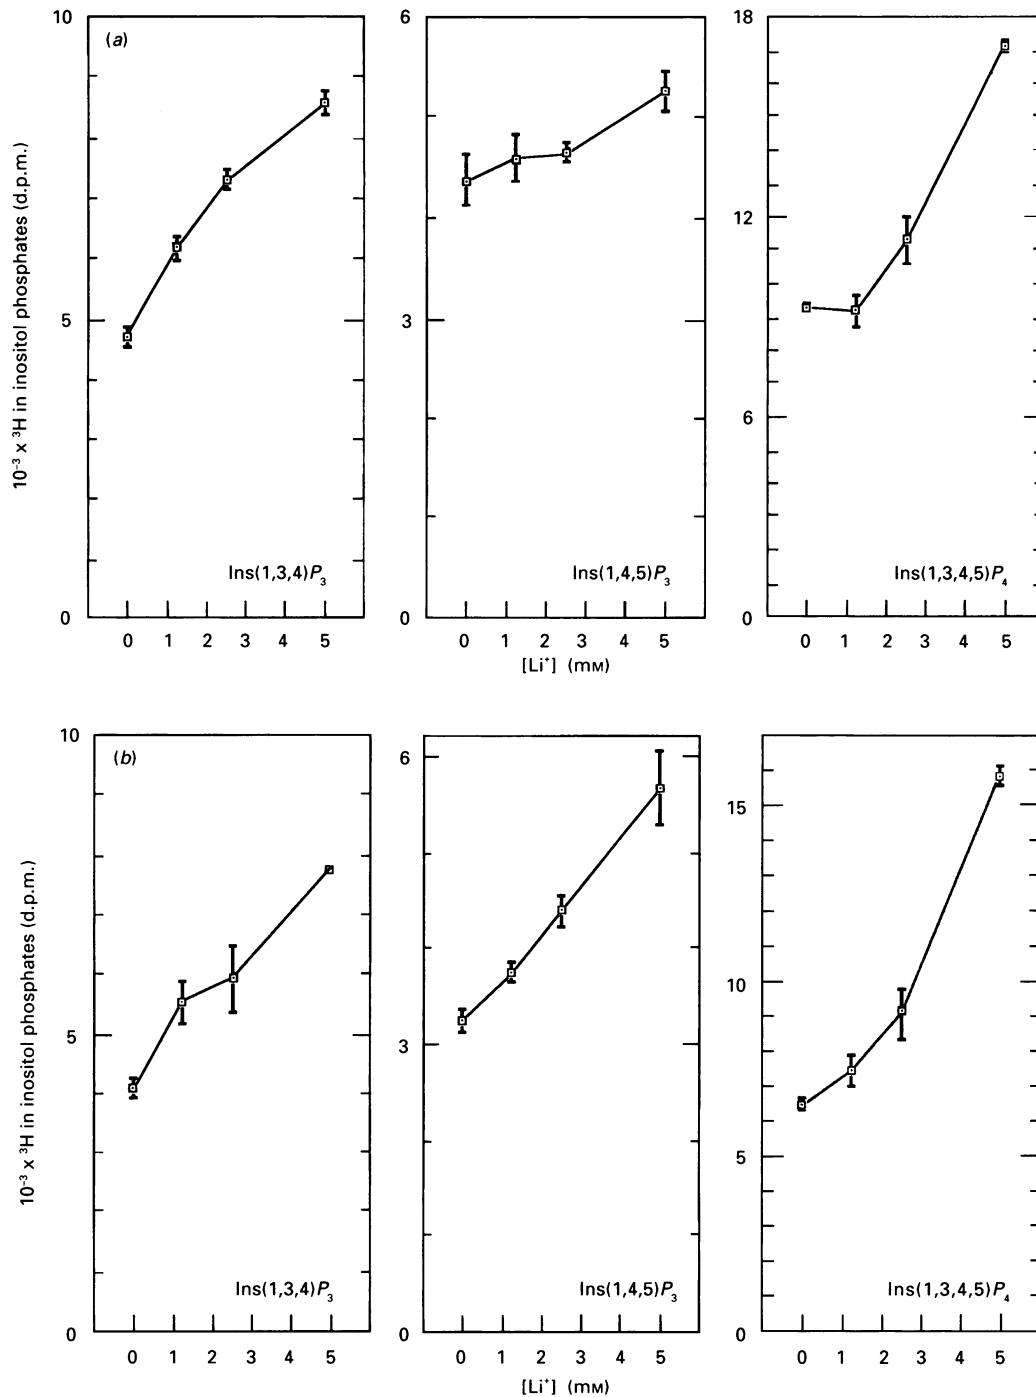 (a)
10⁻³ x ³H in inositol phosphates (d.p.m.)
10
5
0
Ins(1,3,4)P₃
0 1 2 3 4 5
6
3
0
Ins(1,4,5)P₃
0 1 2 3 4 5
18
12
6
0
Ins(1,3,4,5)P₄
0 1 2 3 4 5
[Li⁺] (mM)
(b)
10⁻³ x ³H in inositol phosphates (d.p.m.)
10
5
0
Ins(1,3,4)P₃
0 1 2 3 4 5
6
3
0
Ins(1,4,5)P₃
0 1 2 3 4 5
15
10
5
0
Ins(1,3,4,5)P₄
0 1 2 3 4 5
[Li⁺] (mM)